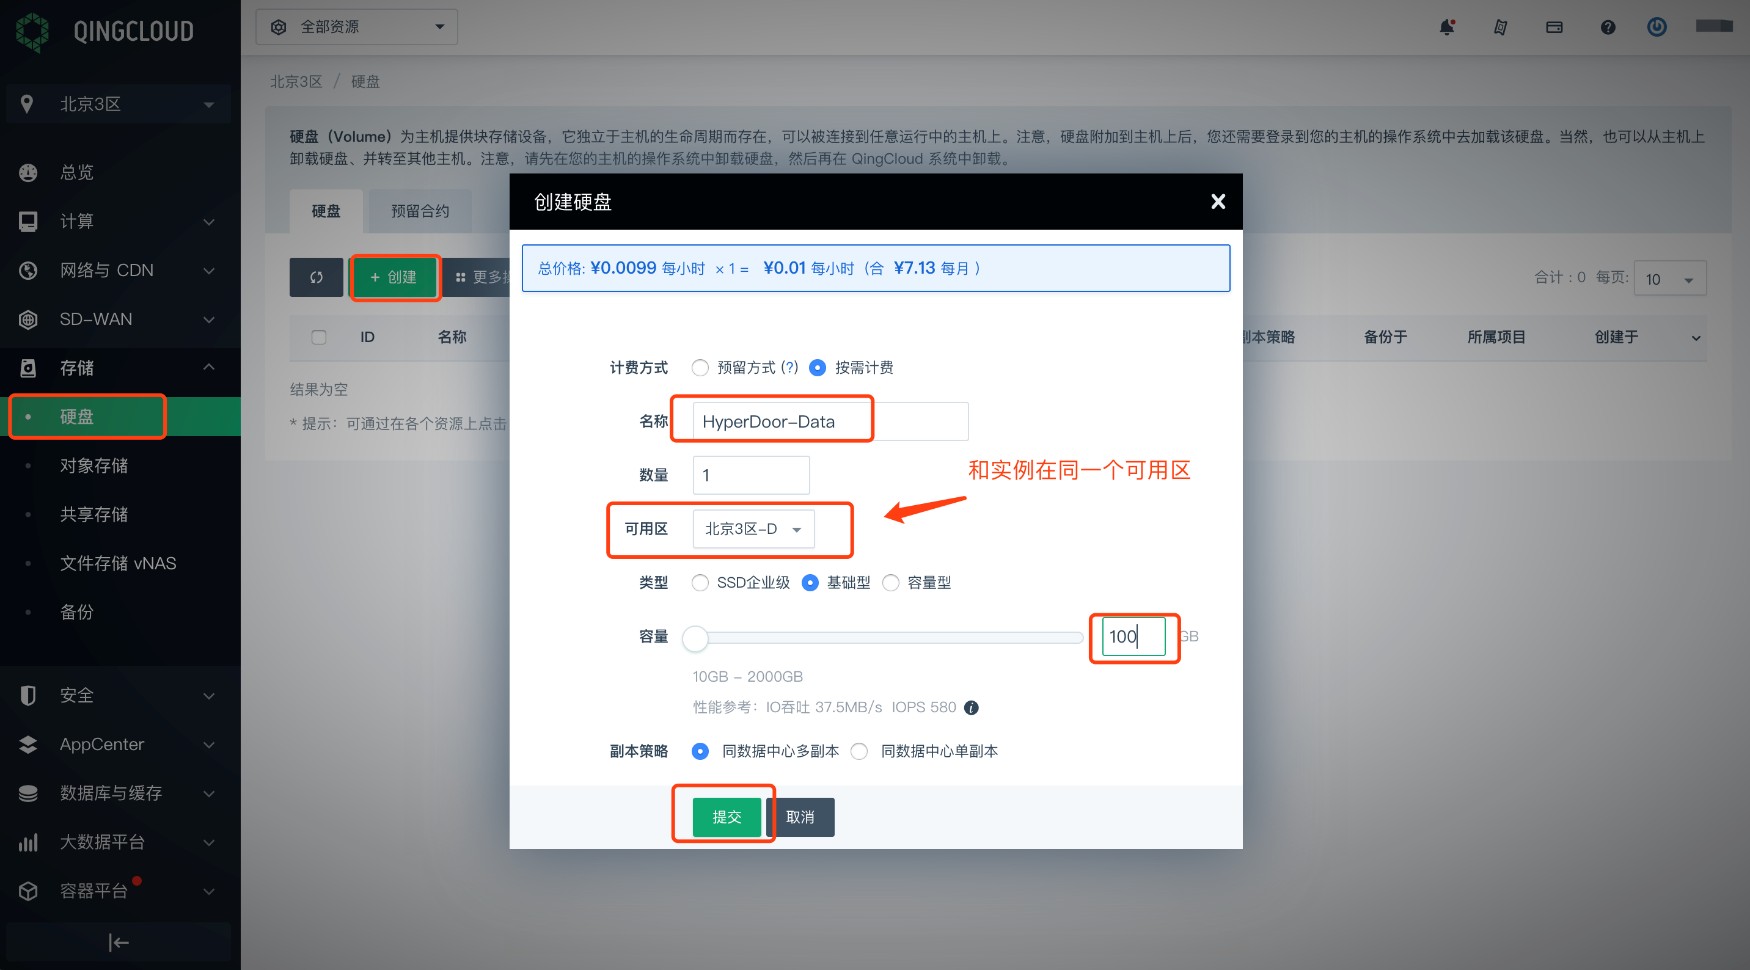 QINGCLOUD
全部资源
北京3区
北京3区 / 硬盘
硬盘（Volume）为主机提供块存储设备，它独立于主机的生命周期而存在，可以被连接到任意运行中的主机上。注意，硬盘附加到主机上后，您还需要登录到您的主机的操作系统中去加载该硬盘。当然，也可以从主机上
卸载硬盘、并转至其他主机。注意，请先在您的主机的操作系统中卸载硬盘，然后再在 QingCloud 系统中卸载。
总览
计算
网络与 CDN
SD-WAN
存储
硬盘
对象存储
共享存储
文件存储 vNAS
备份
安全
AppCenter
数据库与缓存
大数据平台
容器平台
硬盘 预留合约
+ 创建 更多
合计：0 每页: 10
ID 名称 副本策略 备份于 所属项目 创建于
结果为空
* 提示：可通过在各个资源上点击
创建硬盘
总价格: ¥0.0099 每小时 × 1 = ¥0.01 每小时（合 ¥7.13 每月 ）
计费方式 预留方式 (?) 按需计费
名称 HyperDoor-Data
数量 1
和实例在同一个可用区
可用区 北京3区-D
类型 SSD企业级 基础型 容量型
容量 100 GB
10GB - 2000GB
性能参考：IO吞吐 37.5MB/s IOPS 580
副本策略 同数据中心多副本 同数据中心单副本
提交 取消